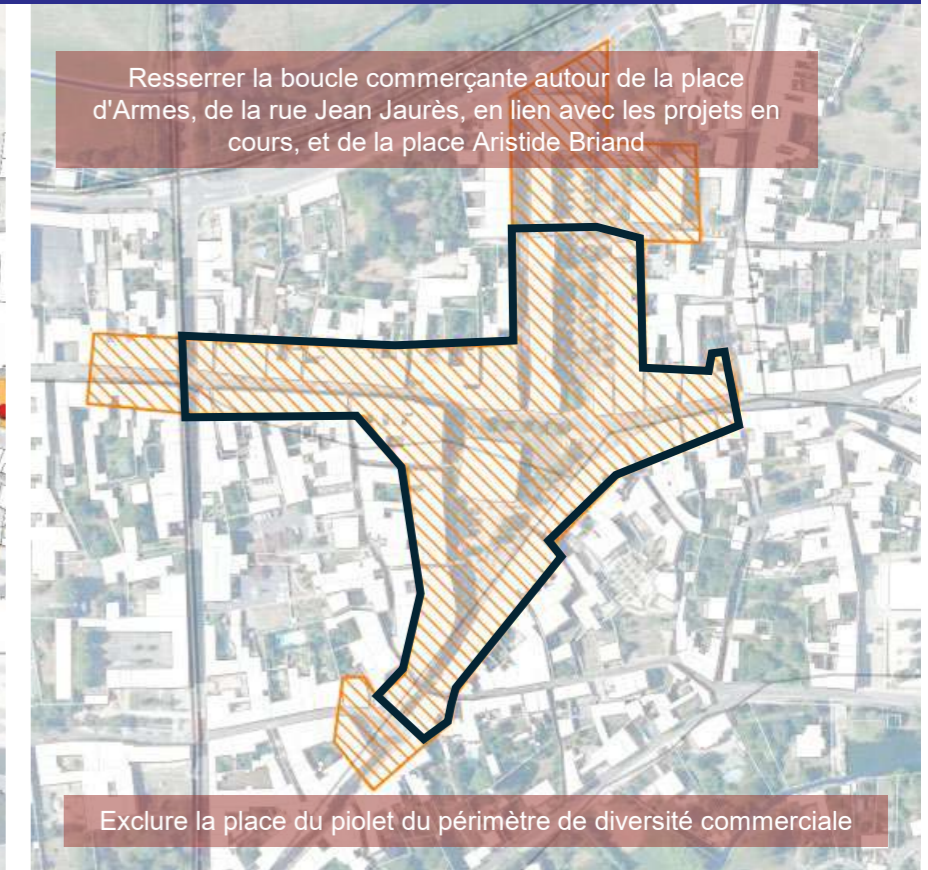 Resserrer la boucle commerçante autour de la place
d'Armes, de la rue Jean Jaurès, en lien avec les projets en
cours, et de la place Aristide Briand
Exclure la place du piolet du périmètre de diversité commerciale